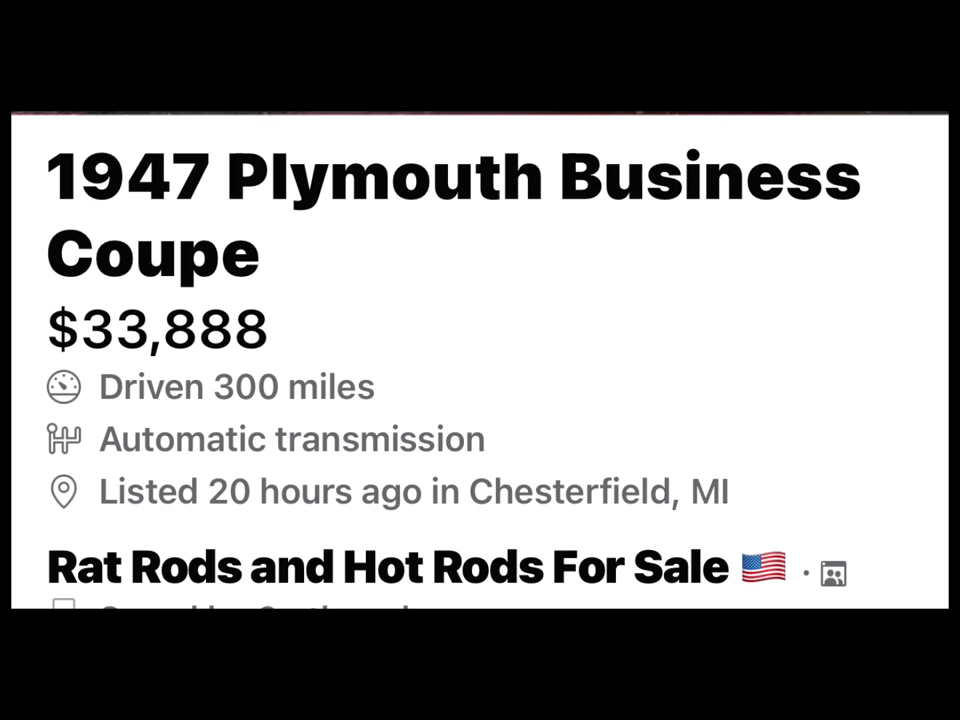 1947 Plymouth Business
Coupe
$33,888
Driven 300 miles
Automatic transmission
Listed 20 hours ago in Chesterfield, MI
Rat Rods and Hot Rods For Sale 🇺🇸 ·